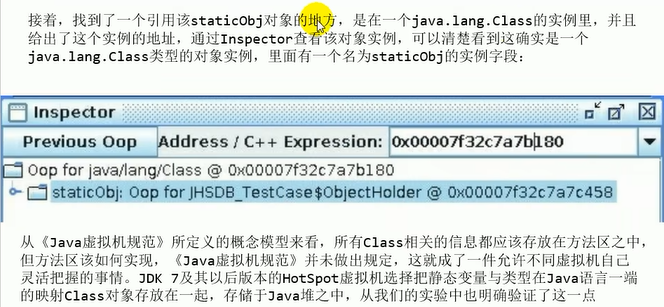 接着，找到了一个引用该staticObj对象的地方，是在一个java.lang.Class的实例里，并且
给出了这个实例的地址，通过Inspector查看该对象实例，可以清楚看到这确实是一个
java.lang.Class类型的对象实例，里面有一个名为staticObj的实例字段：
Inspector
Previous Oop Address / C++ Expression: 0x00007f32c7a7b180
Oop for java/lang/Class @ 0x00007f32c7a7b180
staticObj: Oop for JHSDB_TestCase$ObjectHolder @ 0x00007f32c7a7c458
从《Java虚拟机规范》所定义的概念模型来看，所有Class相关的信息都应该存放在方法区之中，
但方法区该如何实现，《Java虚拟机规范》并未做出规定，这就成了一件允许不同虚拟机自己
灵活把握的事情。JDK 7及其以后版本的HotSpot虚拟机选择把静态变量与类型在Java语言一端
的映射Class对象存放在一起，存储于Java堆之中，从我们的实验中也明确验证了这一点